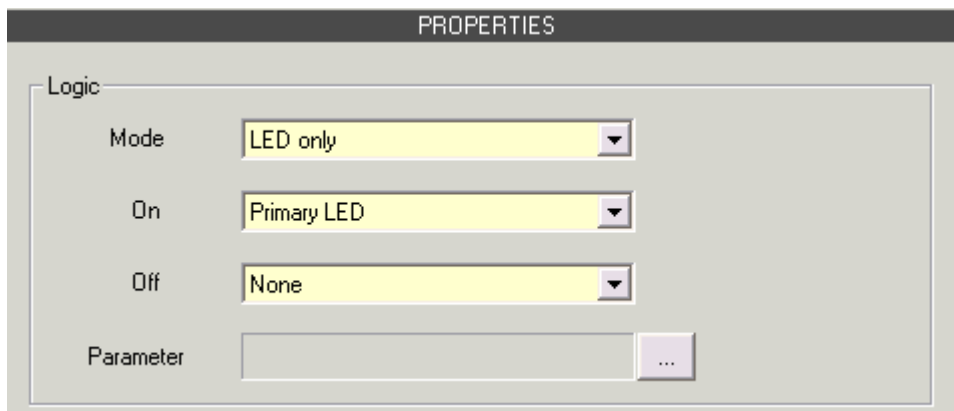 PROPERTIES
Logic
Mode LED only
On Primary LED
Off None
Parameter ...